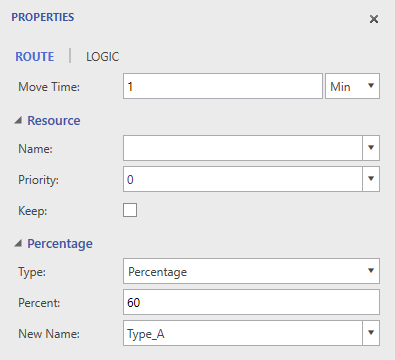 PROPERTIES
ROUTE LOGIC
Move Time: 1 Min
Resource
Name:
Priority: 0
Keep:
Percentage
Type: Percentage
Percent: 60
New Name: Type_A